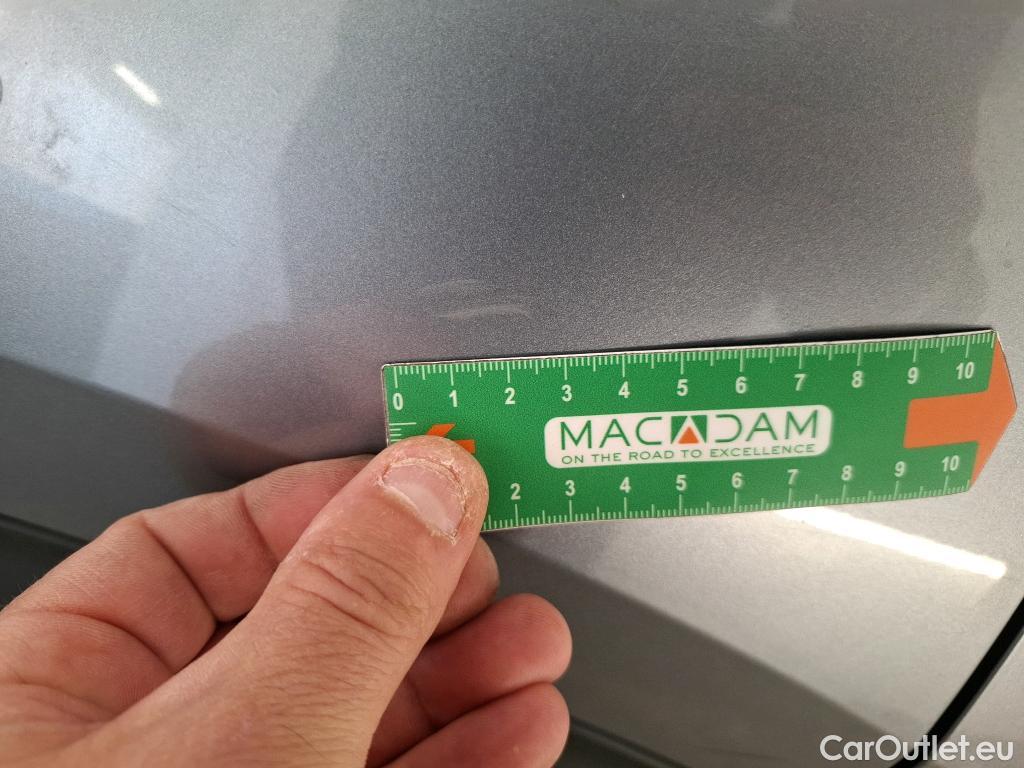 0 1 2 3 4 5 6 7 8 9 10
MACADAM
ON THE ROAD TO EXCELLENCE
2 3 4 5 6 7 8 9 10
CarOutlet.eu